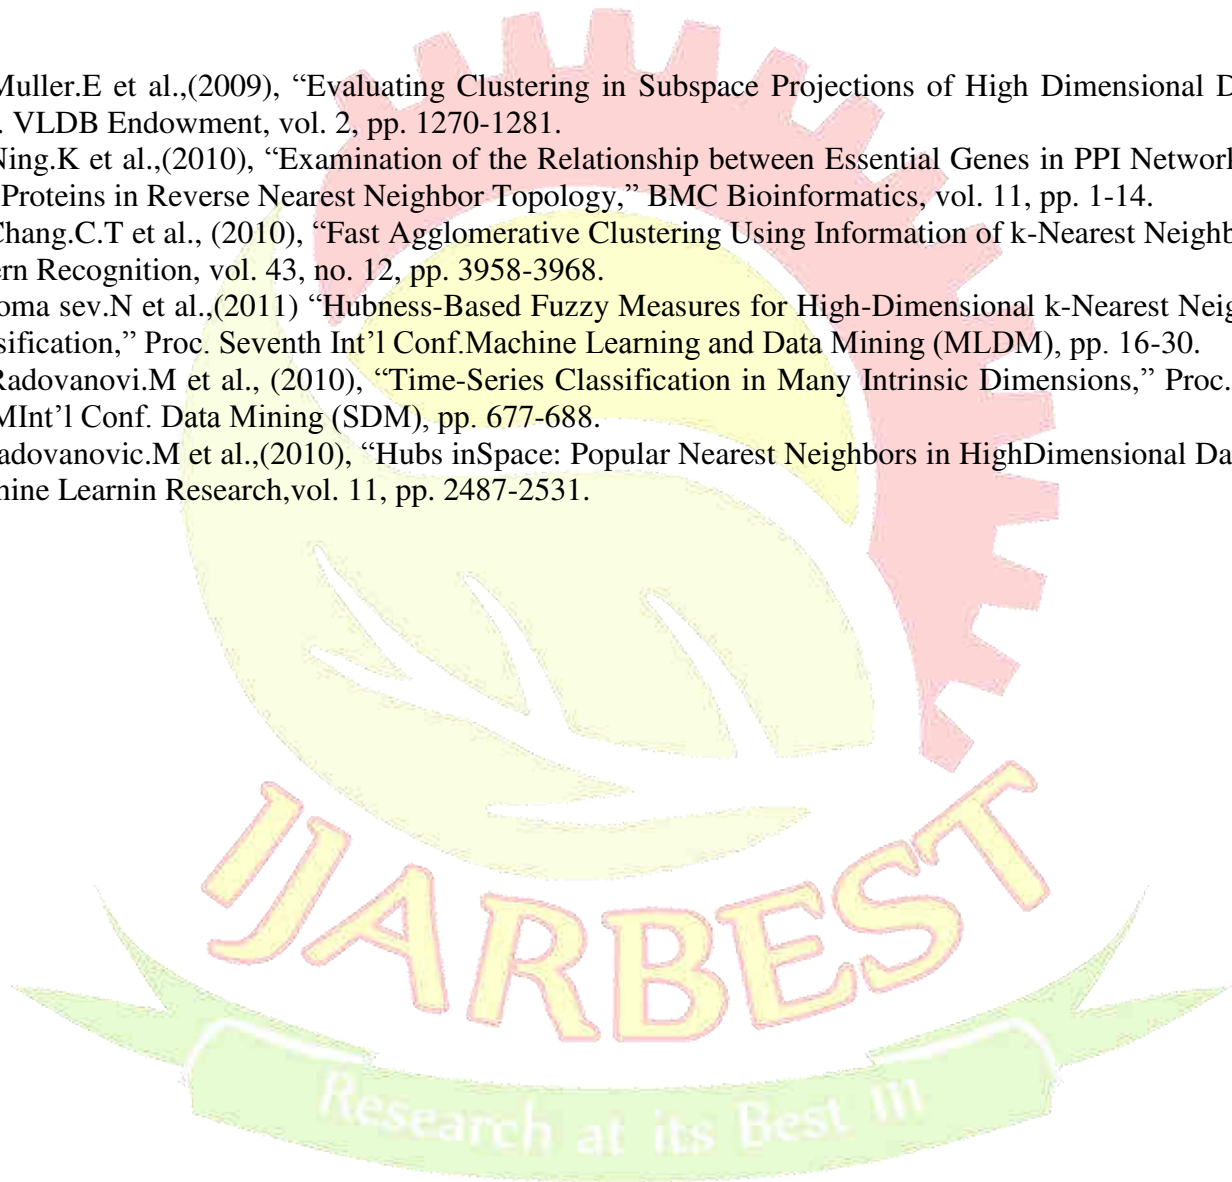 Muller.E et al.,(2009), “Evaluating Clustering in Subspace Projections of High Dimensional
. VLDB Endowment, vol. 2, pp. 1270-1281.
Ning.K et al.,(2010), “Examination of the Relationship between Essential Genes in PPI Network
Proteins in Reverse Nearest Neighbor Topology,” BMC Bioinformatics, vol. 11, pp. 1-14.
Chang.C.T et al., (2010), “Fast Agglomerative Clustering Using Information of k-Nearest
ern Recognition, vol. 43, no. 12, pp. 3958-3968.
oma sev.N et al.,(2011) “Hubness-Based Fuzzy Measures for High-Dimensional k-Nearest
sification,” Proc. Seventh Int’l Conf.Machine Learning and Data Mining (MLDM), pp. 16-30.
Radovanovi.M et al., (2010), “Time-Series Classification in Many Intrinsic Dimensions,” Proc.
MInt’l Conf. Data Mining (SDM), pp. 677-688.
adovanovic.M et al.,(2010), “Hubs inSpace: Popular Nearest Neighbors in HighDimensional Da
hine Learnin Research,vol. 11, pp. 2487-2531.
IJARBEST
Research at its Best !!!